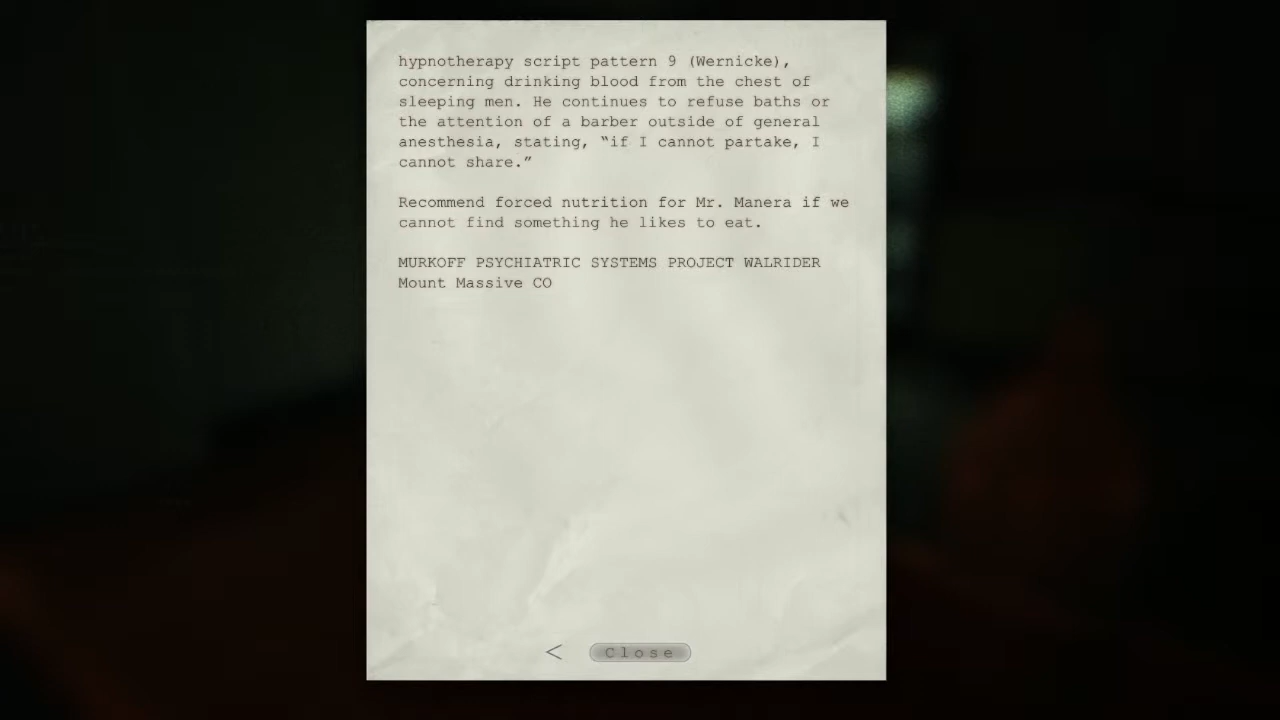 hypnotherapy script pattern 9 (Wernicke),
concerning drinking blood from the chest of
sleeping men. He continues to refuse baths or
the attention of a barber outside of general
anesthesia, stating, “if I cannot partake, I
cannot share.”
Recommend forced nutrition for Mr. Manera if we
cannot find something he likes to eat.
MURKOFF PSYCHIATRIC SYSTEMS PROJECT WALRIDER
Mount Massive CO
< Close